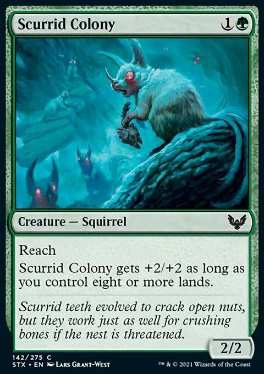 Scurrid Colony 1
Creature — Squirrel
Reach
Scurrid Colony gets +2/+2 as long as
you control eight or more lands.
Scurrid teeth evolved to crack open nuts,
but they work just as well for crushing
bones if the nest is threatened.
2/2
142/275 C
STX • EN Lars Grant-West
™ & © 2021 Wizards of the Coast